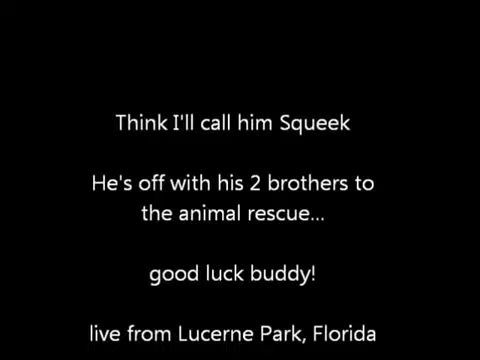 Think I'll call him Squeek
He's off with his 2 brothers to
the animal rescue...
good luck buddy!
live from Lucerne Park, Florida